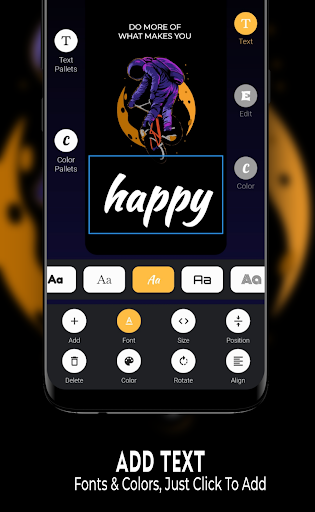 DO MORE OF
WHAT MAKES YOU
T
Text
Pallets
T
Text
E
Edit
C
Color
Pallets
C
Color
happy
Aa
Aa
Aa
Aa
Aa
Add
Font
Size
Position
Delete
Color
Rotate
Align
ADD TEXT
Fonts & Colors, Just Click To Add